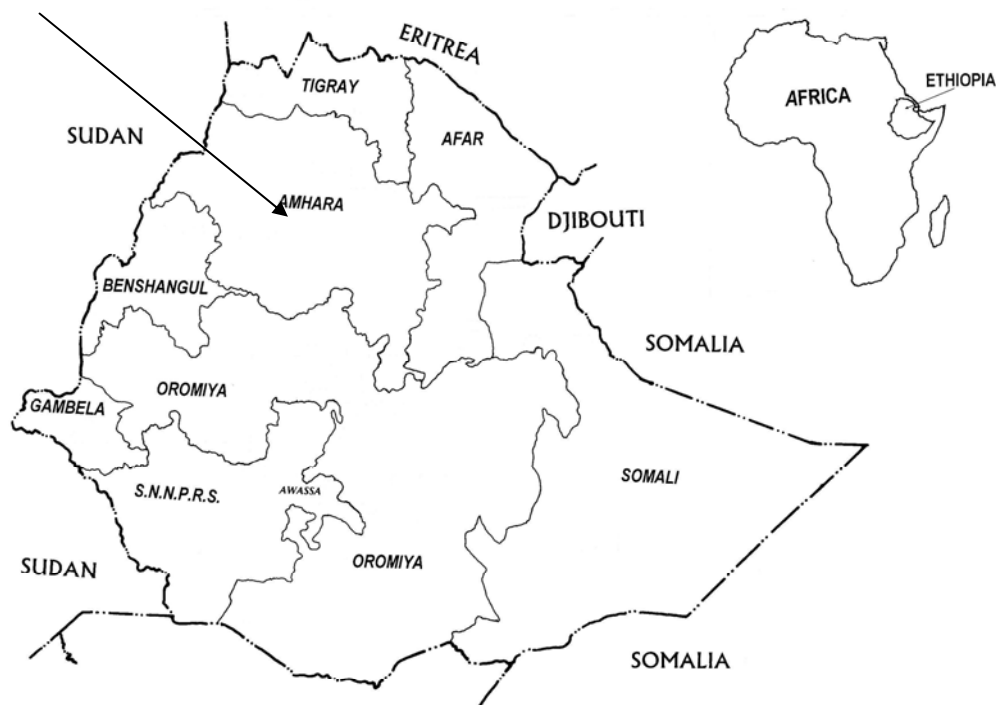 ERITREA
TIGRAY
ETHIOPIA
AFRICA
SUDAN
AFAR
AMHARA
DJIBOUTI
BENSHANGUL
SOMALIA
OROMIYA
GAMBELA
SOMALI
S.N.N.P.R.S.
AWASSA
OROMIYA
SUDAN
SOMALIA